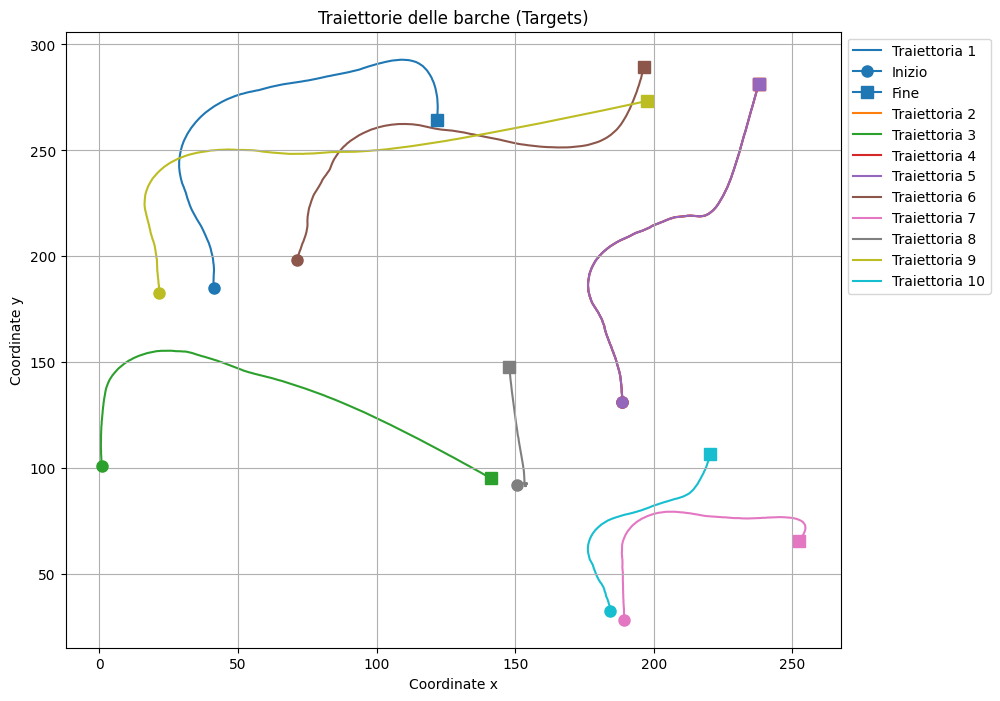 Traiettorie delle barche (Targets)
300
250
200
150
100
50
Coordinate y
0
50
100
150
200
250
Coordinate x
Traiettoria 1
Inizio
Fine
Traiettoria 2
Traiettoria 3
Traiettoria 4
Traiettoria 5
Traiettoria 6
Traiettoria 7
Traiettoria 8
Traiettoria 9
Traiettoria 10